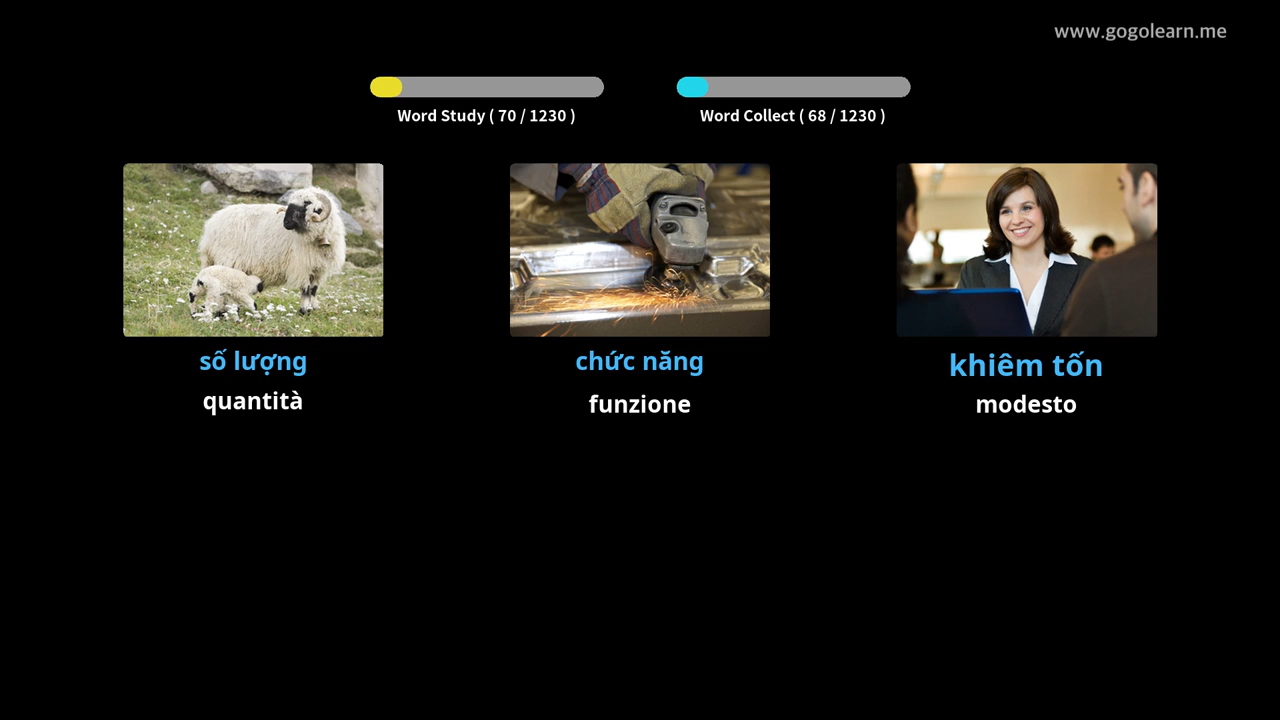 www.gogolearn.me
Word Study ( 70 / 1230 )
Word Collect ( 68 / 1230 )
số lượng
quantità
chức năng
funzione
khiêm tốn
modesto